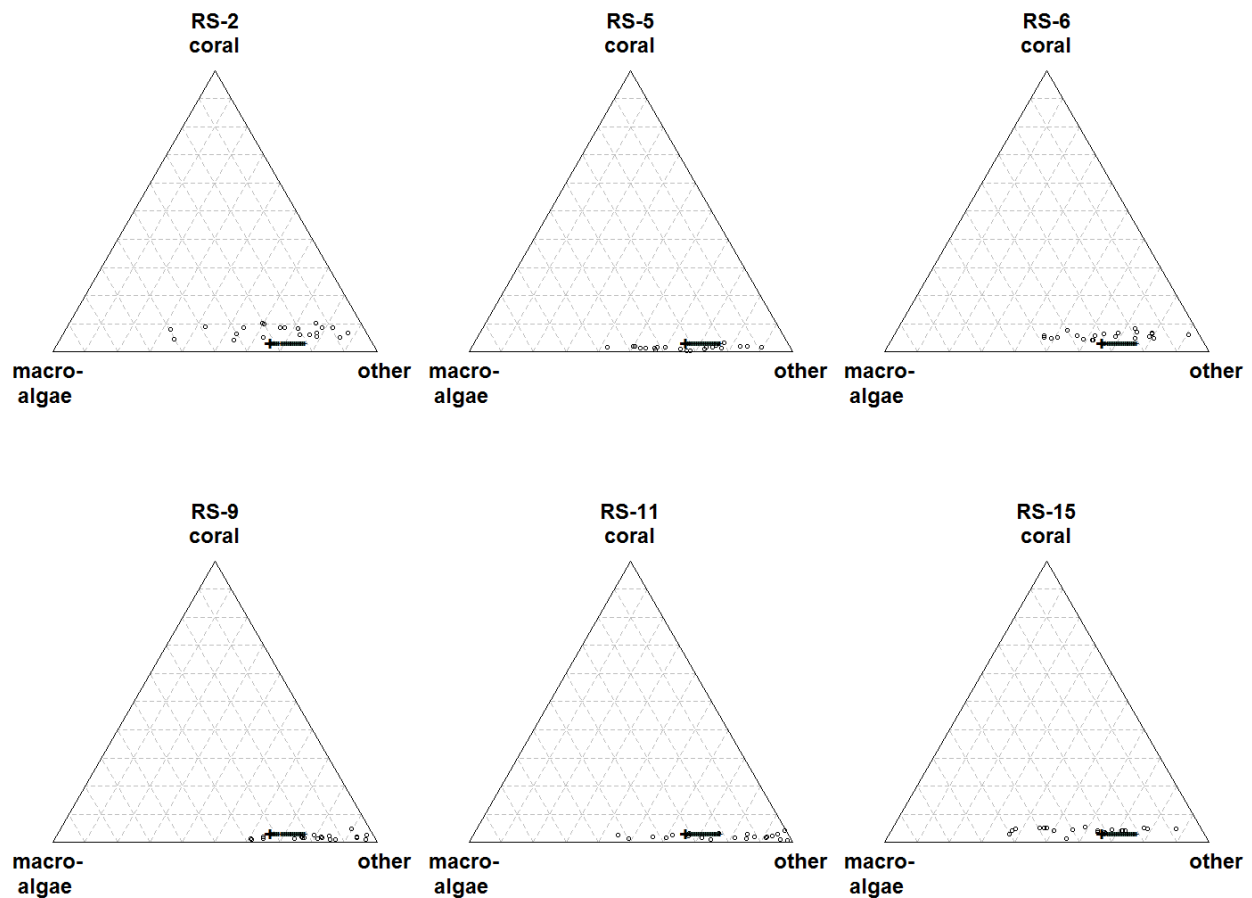 RS-2
coral
macro-
algae
other
RS-5
coral
macro-
algae
other
RS-6
coral
macro-
algae
other
RS-9
coral
macro-
algae
other
RS-11
coral
macro-
algae
other
RS-15
coral
macro-
algae
other